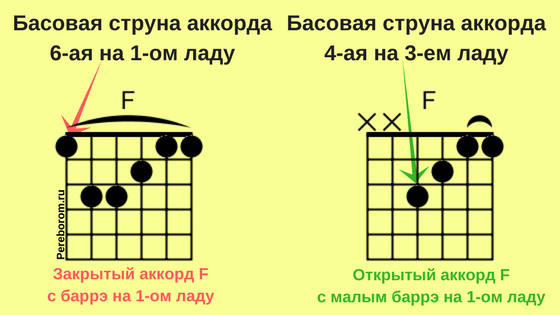 Басовая струна аккорда
6-ая на 1-ом ладу
F
Pereborom.ru
Закрытый аккорд F
с баррэ на 1-ом ладу
Басовая струна аккорда
4-ая на 3-ем ладу
F
Открытый аккорд F
с малым баррэ на 1-ом ладу